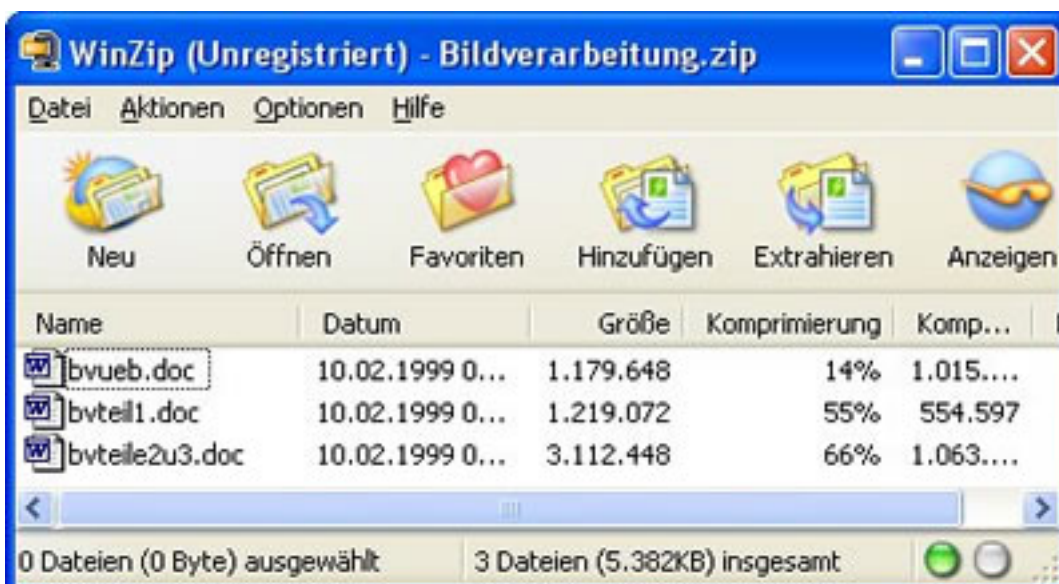 WinZip (Unregistriert) - Bildverarbeitung.zip
Datei Aktionen Optionen Hilfe
Neu Öffnen Favoriten Hinzufügen Extrahieren Anzeigen
Name Datum Größe Komprimierung Komp...
bvueb.doc 10.02.1999 0... 1.179.648 14% 1.015....
bvteil1.doc 10.02.1999 0... 1.219.072 55% 554.597
bvteile2u3.doc 10.02.1999 0... 3.112.448 66% 1.063....
0 Dateien (0 Byte) ausgewählt 3 Dateien (5.382KB) insgesamt